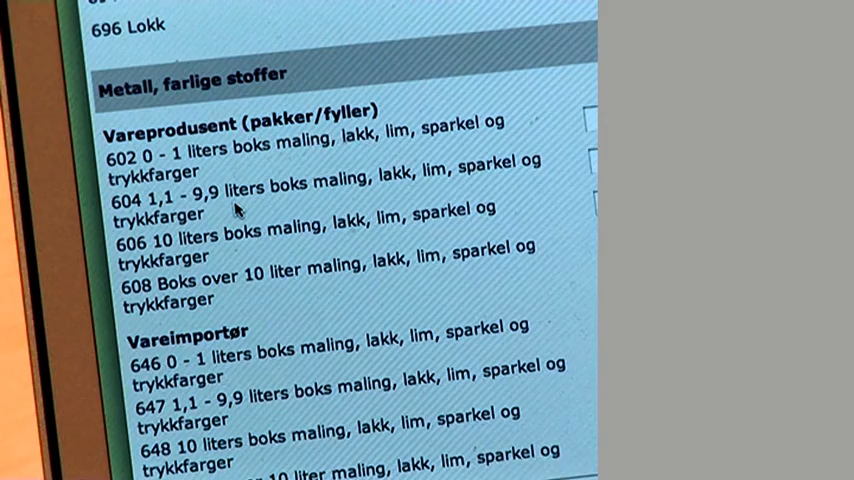 696 Lokk
Metall, farlige stoffer
Vareprodusent (pakker/fyller)
602 0 - 1 liters boks maling, lakk, lim, sparkel og
trykkfarger
604 1,1 - 9,9 liters boks maling, lakk, lim, sparkel og
trykkfarger
606 10 liters boks maling, lakk, lim, sparkel og
trykkfarger
608 Boks over 10 liter maling, lakk, lim, sparkel og
trykkfarger
Vareimportør
646 0 - 1 liters boks maling, lakk, lim, sparkel og
trykkfarger
647 1,1 - 9,9 liters boks maling, lakk, lim, sparkel og
trykkfarger
648 10 liters boks maling, lakk, lim, sparkel og
trykkfarger
10 liter maling, lakk, lim, sparkel og